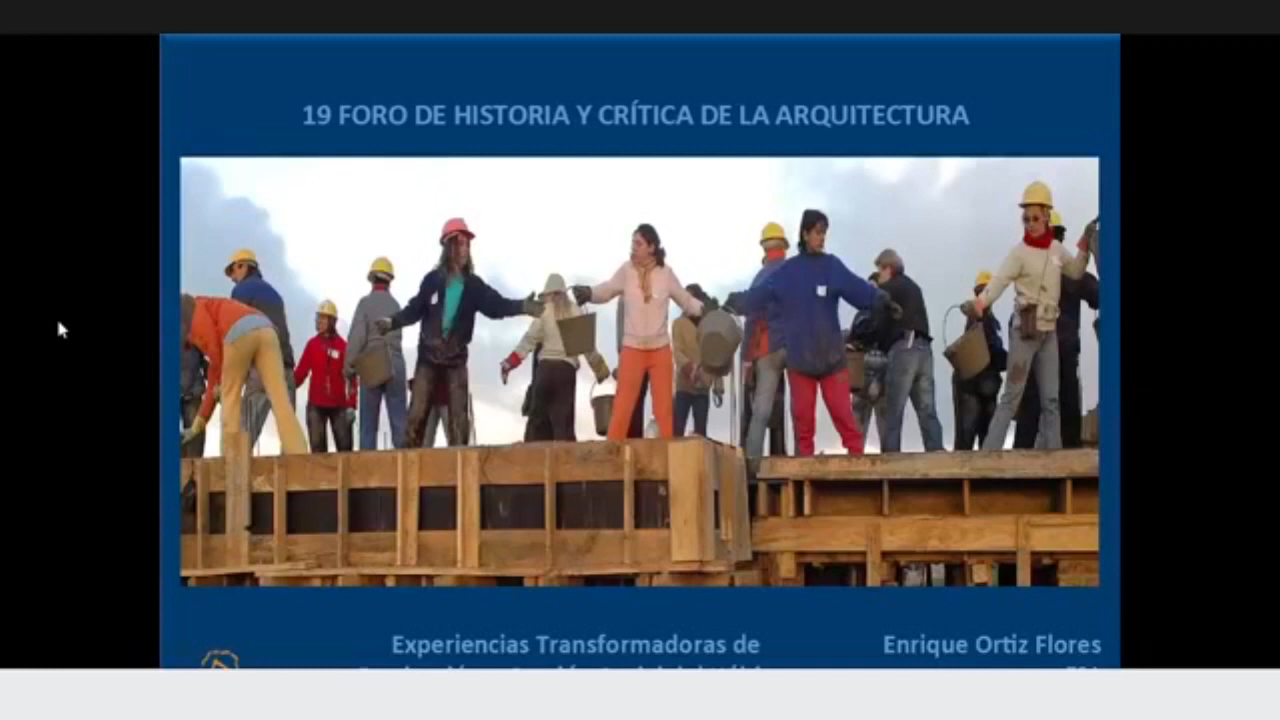 19 FORO DE HISTORIA Y CRÍTICA DE LA ARQUITECTURA
Experiencias Transformadoras de
Enrique Ortiz Flores